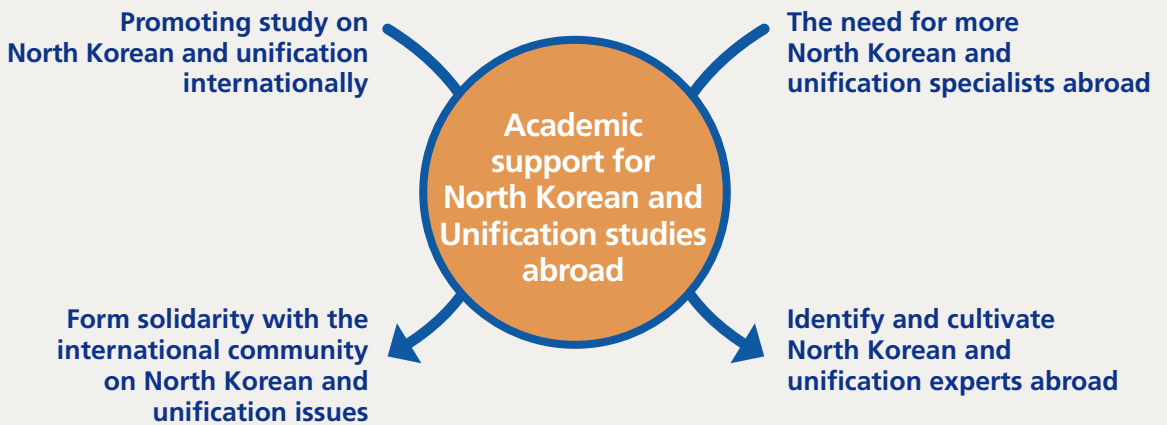 Promoting study on
North Korean and unification
internationally
The need for more
North Korean and
unification specialists abroad
Academic
support for
North Korean and
Unification studies
abroad
Form solidarity with the
international community
on North Korean and
unification issues
Identify and cultivate
North Korean and
unification experts abroad